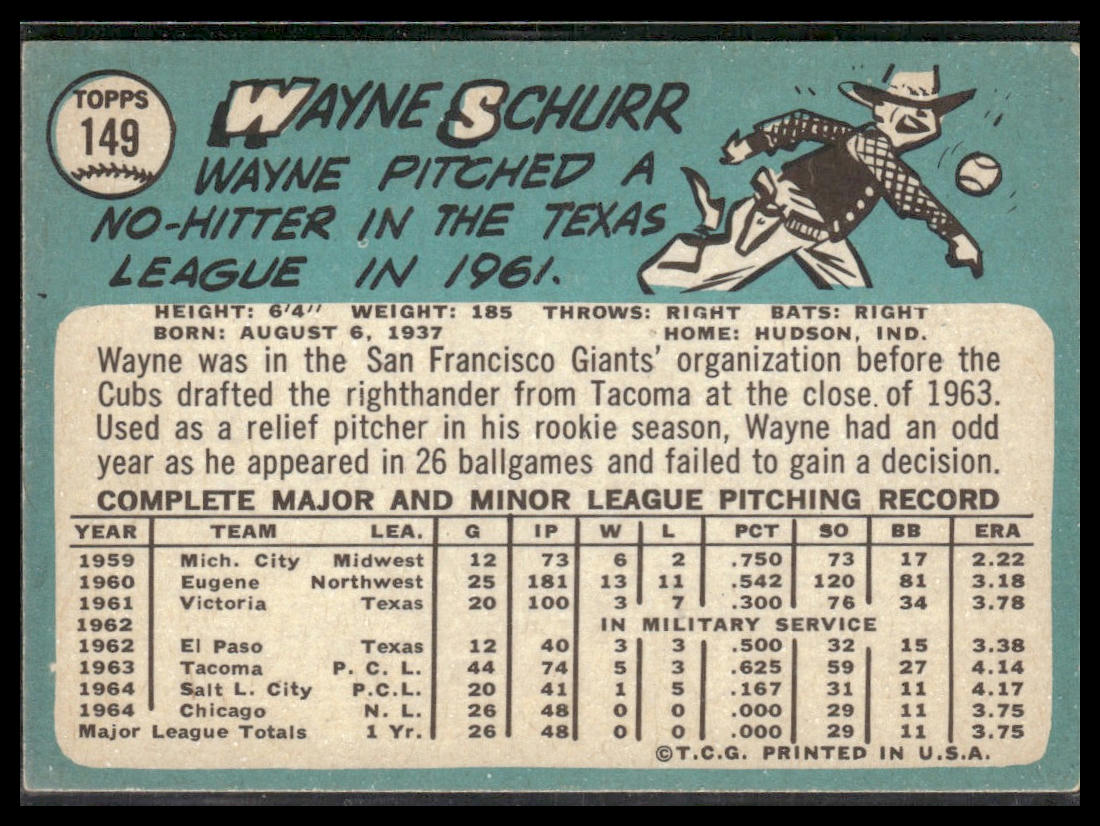 TOPPS
149
WAYNE SCHURR
WAYNE PITCHED A
NO-HITTER IN THE TEXAS
LEAGUE IN 1961.
HEIGHT: 6'4" WEIGHT: 185 THROWS: RIGHT BATS: RIGHT
BORN: AUGUST 6, 1937 HOME: HUDSON, IND.
Wayne was in the San Francisco Giants' organization before the
Cubs drafted the righthander from Tacoma at the close of 1963.
Used as a relief pitcher in his rookie season, Wayne had an odd
year as he appeared in 26 ballgames and failed to gain a decision.
COMPLETE MAJOR AND MINOR LEAGUE PITCHING RECORD
YEAR TEAM LEA. G IP W L PCT SO BB ERA
1959 Mich. City Midwest 12 73 6 2 .750 73 17 2.22
1960 Eugene Northwest 25 181 13 11 .542 120 81 3.18
1961 Victoria Texas 20 100 3 7 .300 76 34 3.78
1962 IN MILITARY SERVICE
1962 El Paso Texas 12 40 3 3 .500 32 15 3.38
1963 Tacoma P. C. L. 44 74 5 3 .625 59 27 4.14
1964 Salt L. City P.C.L. 20 41 1 5 .167 31 11 4.17
1964 Chicago N. L. 26 48 0 0 .000 29 11 3.75
Major League Totals 1 Yr. 26 48 0 0 .000 29 11 3.75
©T.C.G. PRINTED IN U.S.A.